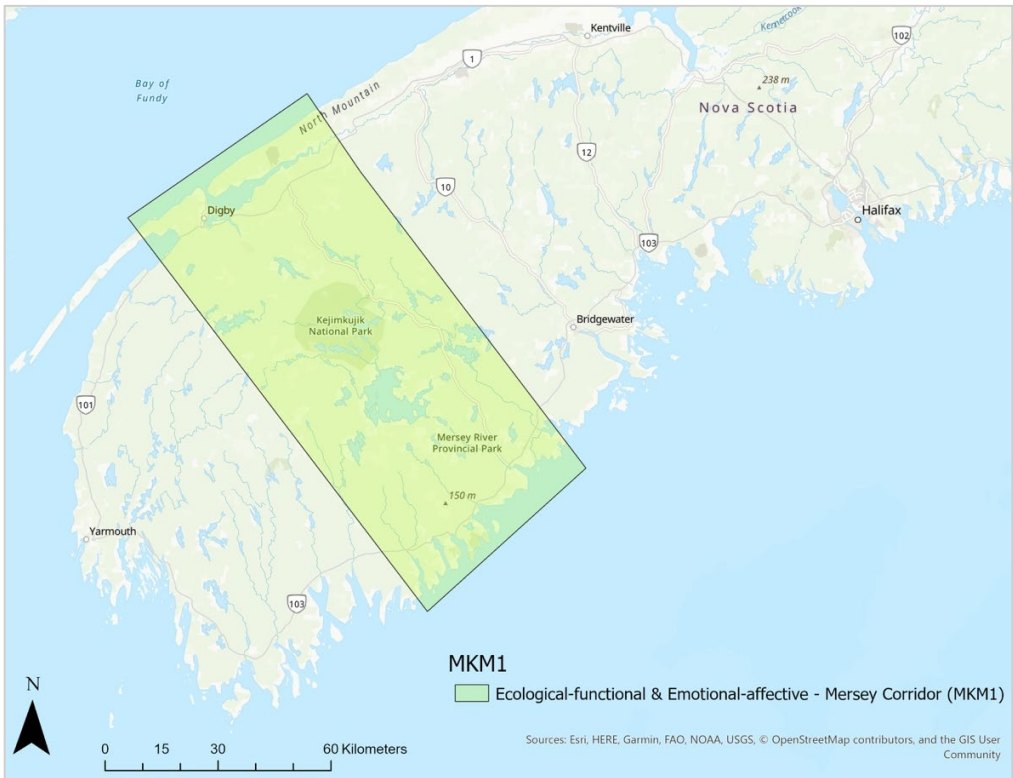 Kentville
Kennetcook
102
1
Bay of
Fundy
238 m
North Mountain
Nova Scotia
12
10
Digby
Halifax
103
Kejimkujik
National Park
Bridgewater
101
Mersey River
Provincial Park
150 m
Yarmouth
103
MKM1
Ecological-functional & Emotional-affective - Mersey Corridor (MKM1)
N
0 15 30 60 Kilometers
Sources: Esri, HERE, Garmin, FAO, NOAA, USGS, © OpenStreetMap contributors, and the GIS User
Community